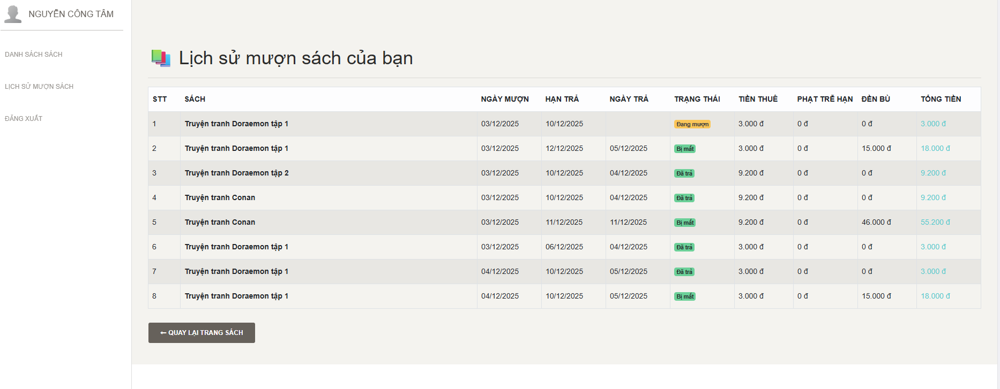 NGUYỄN CÔNG TÂM
DANH SÁCH SÁCH
LỊCH SỬ MƯỢN SÁCH
ĐĂNG XUẤT
Lịch sử mượn sách của bạn
STT SÁCH NGÀY MƯỢN HẠN TRẢ NGÀY TRẢ TRẠNG THÁI TIỀN THUÊ PHẠT TRỄ HẠN ĐỀN BÙ TỔNG TIỀN
1 Truyện tranh Doraemon tập 1 03/12/2025 10/12/2025 Đang mượn 3.000 đ 0 đ 0 đ 3.000 đ
2 Truyện tranh Doraemon tập 1 03/12/2025 12/12/2025 05/12/2025 Bị mất 3.000 đ 0 đ 15.000 đ 18.000 đ
3 Truyện tranh Doraemon tập 2 03/12/2025 10/12/2025 04/12/2025 Đã trả 9.200 đ 0 đ 0 đ 9.200 đ
4 Truyện tranh Conan 03/12/2025 10/12/2025 04/12/2025 Đã trả 9.200 đ 0 đ 0 đ 9.200 đ
5 Truyện tranh Conan 03/12/2025 11/12/2025 11/12/2025 Bị mất 9.200 đ 0 đ 46.000 đ 55.200 đ
6 Truyện tranh Doraemon tập 1 03/12/2025 06/12/2025 04/12/2025 Đã trả 3.000 đ 0 đ 0 đ 3.000 đ
7 Truyện tranh Doraemon tập 1 04/12/2025 10/12/2025 05/12/2025 Đã trả 3.000 đ 0 đ 0 đ 3.000 đ
8 Truyện tranh Doraemon tập 1 04/12/2025 10/12/2025 05/12/2025 Bị mất 3.000 đ 0 đ 15.000 đ 18.000 đ
← QUAY LẠI TRANG SÁCH